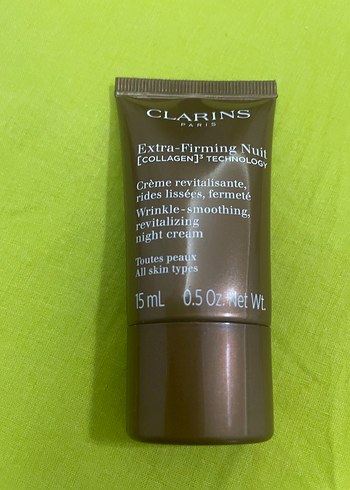 CLARINS
PARIS
Extra-Firming Nuit
[COLLAGEN]³ TECHNOLOGY
Crème revitalisante,
rides lissées, fermeté
Wrinkle-smoothing,
revitalizing
night cream
Toutes peaux
All skin types
15 mL 0.5 Oz. Net Wt.